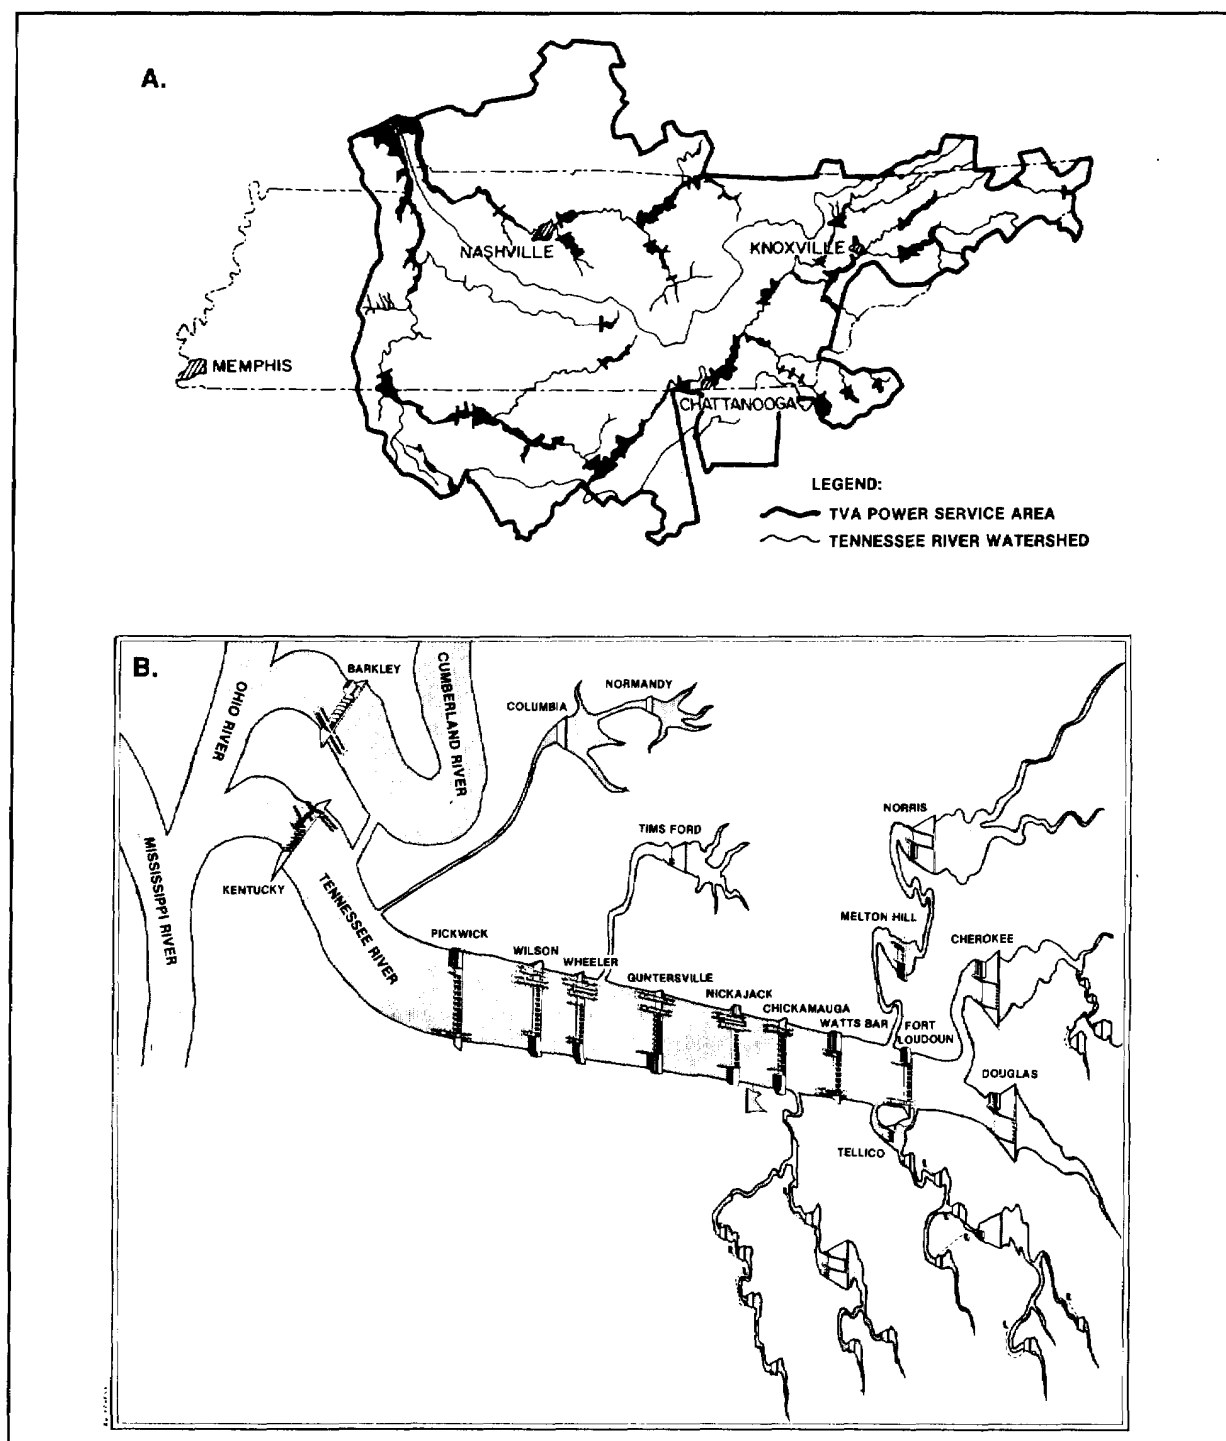 A.
NASHVILLE
KNOXVILLE
MEMPHIS
CHATTANOOGA
LEGEND:
TVA POWER SERVICE AREA
TENNESSEE RIVER WATERSHED
B.
BARKLEY
OHIO RIVER
CUMBERLAND RIVER
COLUMBIA
NORMANDY
NORRIS
TIMS FORD
MISSISSIPPI RIVER
KENTUCKY
TENNESSEE RIVER
MELTON HILL
PICKWICK
CHEROKEE
WILSON
WHEELER
GUNTERSVILLE
NICKAJACK
CHICKAMAUGA
WATTS BAR
FORT
LOUDOUN
DOUGLAS
TELLICO